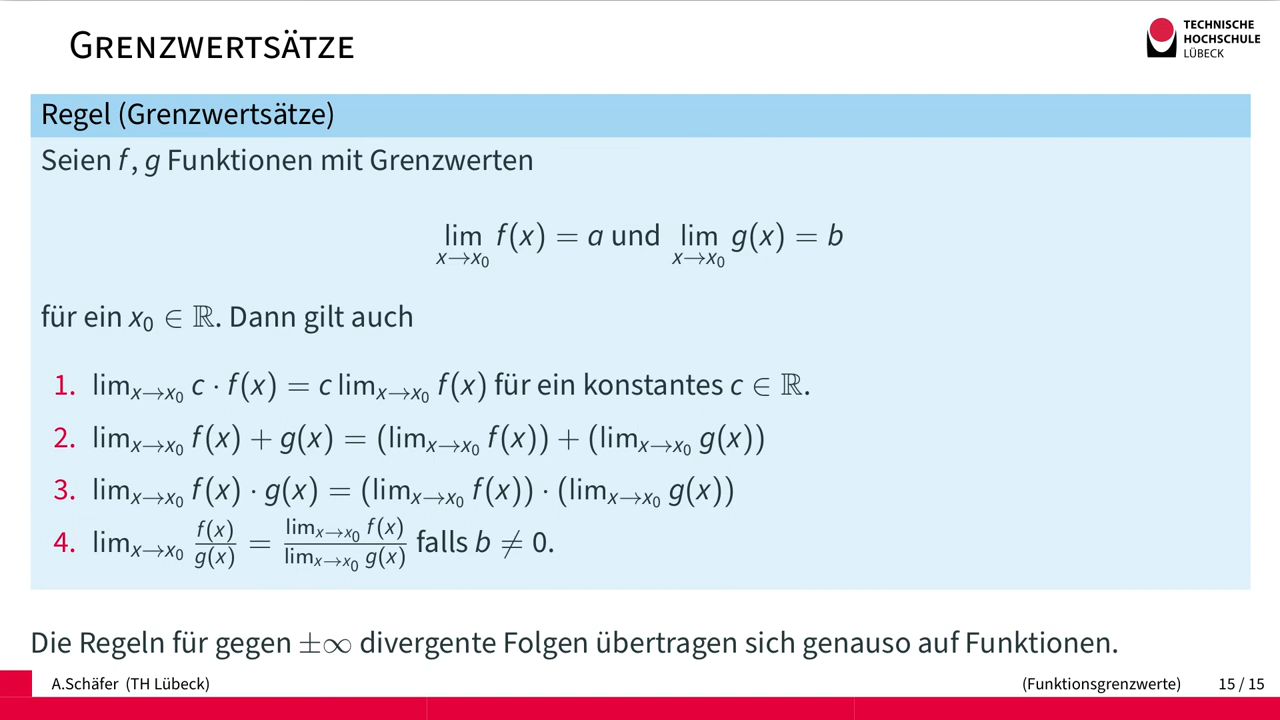 GRENZWERTSÄTZE
TECHNISCHE
HOCHSCHULE
LÜBECK
Regel (Grenzwertsätze)
Seien f, g Funktionen mit Grenzwerten
lim_{x→x₀} f(x) = a und lim_{x→x₀} g(x) = b
für ein x₀ ∈ ℝ. Dann gilt auch
1. lim_{x→x₀} c · f(x) = c lim_{x→x₀} f(x) für ein konstantes c ∈ ℝ.
2. lim_{x→x₀} f(x) + g(x) = (lim_{x→x₀} f(x)) + (lim_{x→x₀} g(x))
3. lim_{x→x₀} f(x) · g(x) = (lim_{x→x₀} f(x)) · (lim_{x→x₀} g(x))
4. lim_{x→x₀} \frac{f(x)}{g(x)} = \frac{lim_{x→x₀} f(x)}{lim_{x→x₀} g(x)} falls b ≠ 0.
Die Regeln für gegen ±∞ divergente Folgen übertragen sich genauso auf Funktionen.
A.Schäfer (TH Lübeck) (Funktionsgrenzwerte) 15 / 15